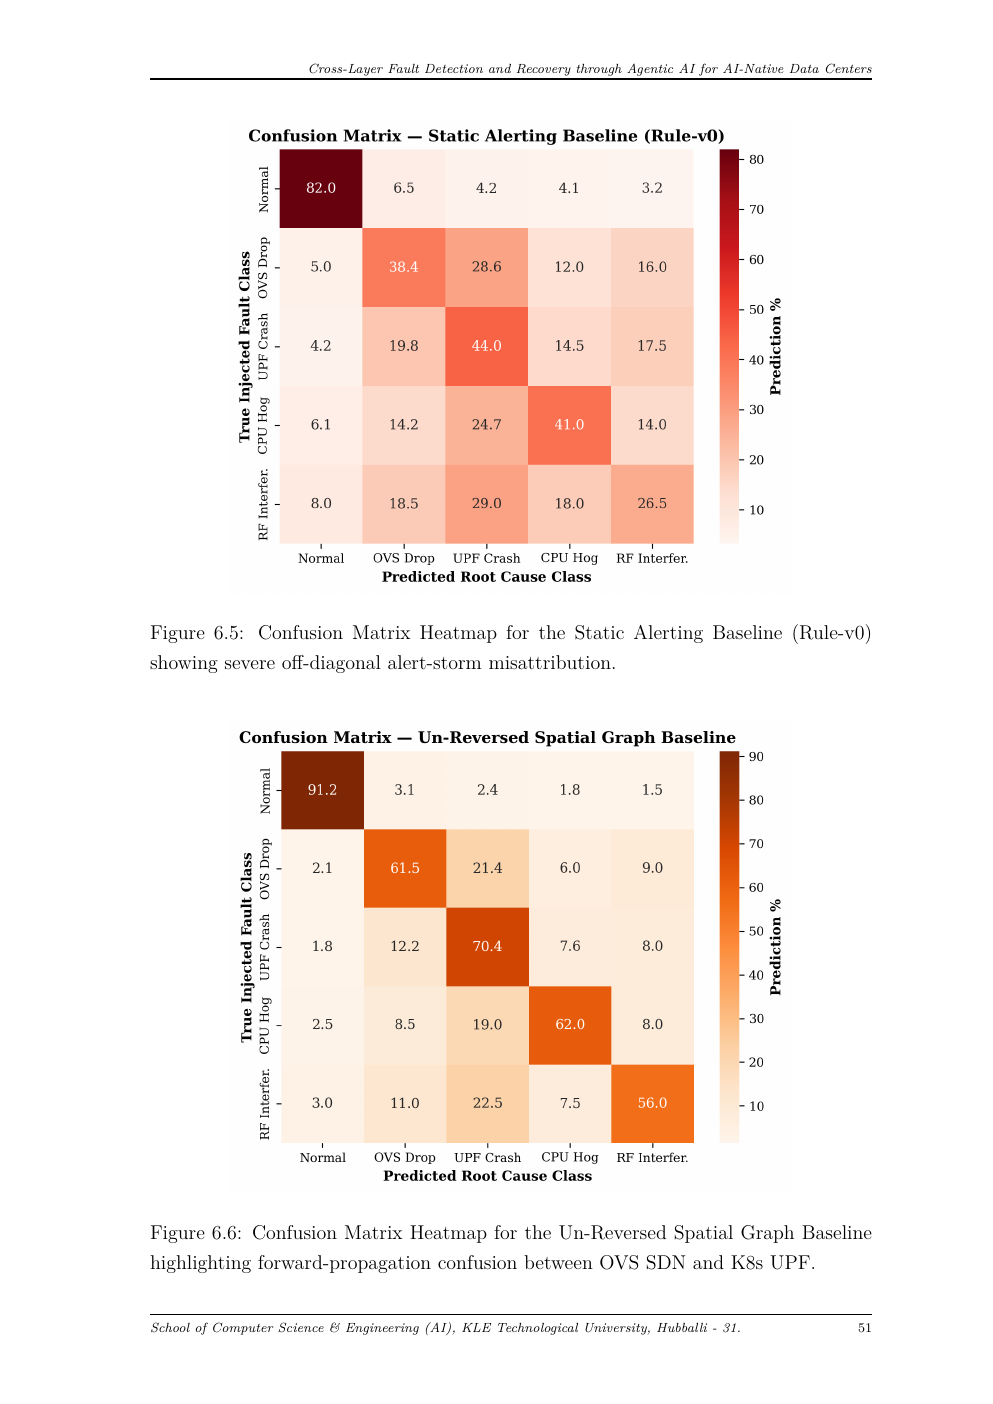 Cross-Layer Fault Detection and Recovery through Agentic AI for AI-Native Data Centers
Confusion Matrix — Static Alerting Baseline (Rule-v0)
True Injected Fault Class
Normal 82.0 6.5 4.2 4.1 3.2
OVS Drop 5.0 38.4 28.6 12.0 16.0
UPF Crash 4.2 19.8 44.0 14.5 17.5
CPU Hog 6.1 14.2 24.7 41.0 14.0
RF Interfer. 8.0 18.5 29.0 18.0 26.5
Normal OVS Drop UPF Crash CPU Hog RF Interfer.
Predicted Root Cause Class
80
70
60
50
40
30
20
10
Prediction %
Figure 6.5: Confusion Matrix Heatmap for the Static Alerting Baseline (Rule-v0)
showing severe off-diagonal alert-storm misattribution.
Confusion Matrix — Un-Reversed Spatial Graph Baseline
True Injected Fault Class
Normal 91.2 3.1 2.4 1.8 1.5
OVS Drop 2.1 61.5 21.4 6.0 9.0
UPF Crash 1.8 12.2 70.4 7.6 8.0
CPU Hog 2.5 8.5 19.0 62.0 8.0
RF Interfer. 3.0 11.0 22.5 7.5 56.0
Normal OVS Drop UPF Crash CPU Hog RF Interfer.
Predicted Root Cause Class
90
80
70
60
50
40
30
20
10
Prediction %
Figure 6.6: Confusion Matrix Heatmap for the Un-Reversed Spatial Graph Baseline
highlighting forward-propagation confusion between OVS SDN and K8s UPF.
School of Computer Science & Engineering (AI), KLE Technological University, Hubballi - 31. 51